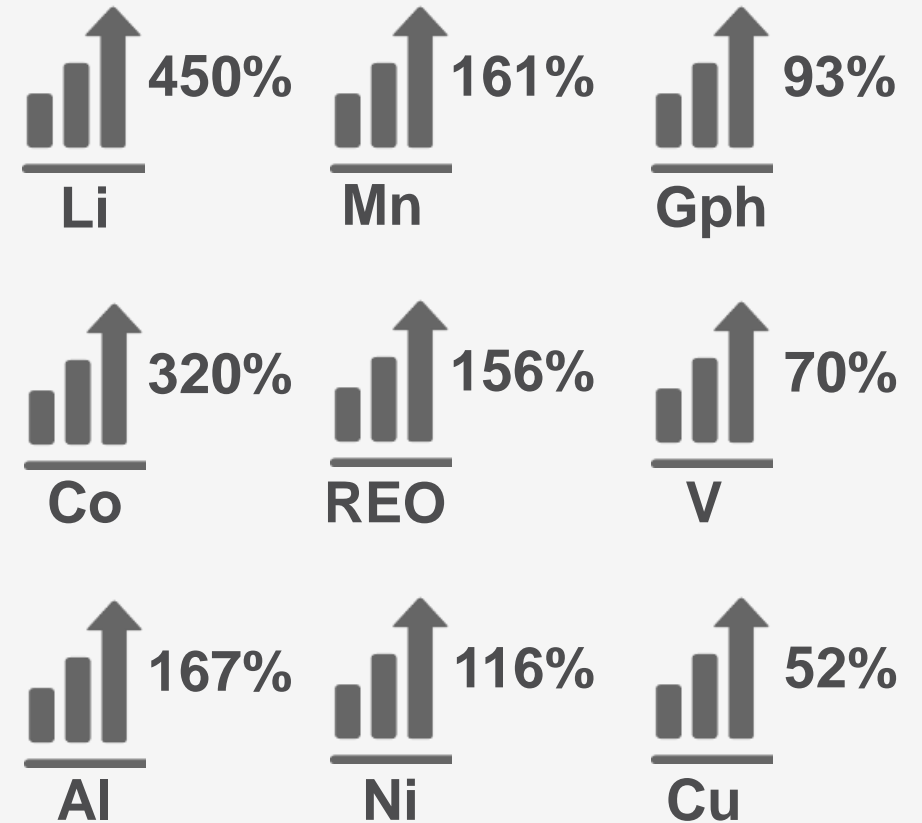 450% 161% 93%
Li Mn Gph
320% 156% 70%
Co REO V
167% 116% 52%
Al Ni Cu